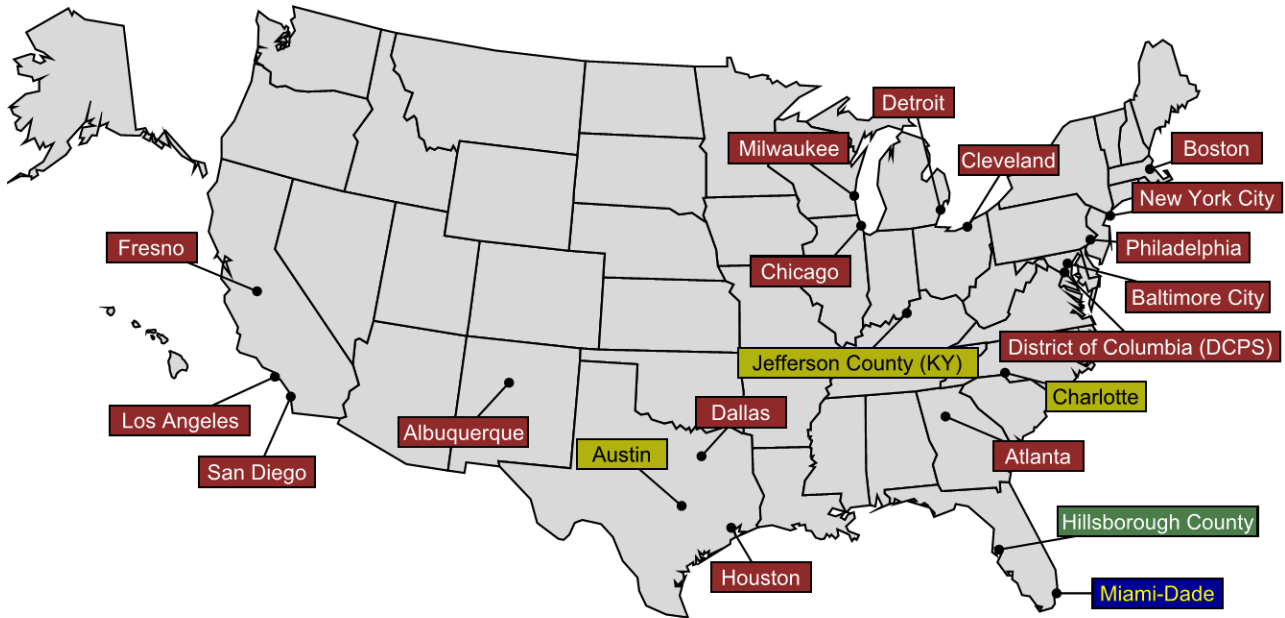 Detroit
Milwaukee
Cleveland
Boston
New York City
Fresno
Philadelphia
Chicago
Baltimore City
District of Columbia (DCPS)
Jefferson County (KY)
Charlotte
Los Angeles
Albuquerque
Dallas
Austin
Atlanta
San Diego
Hillsborough County
Houston
Miami-Dade